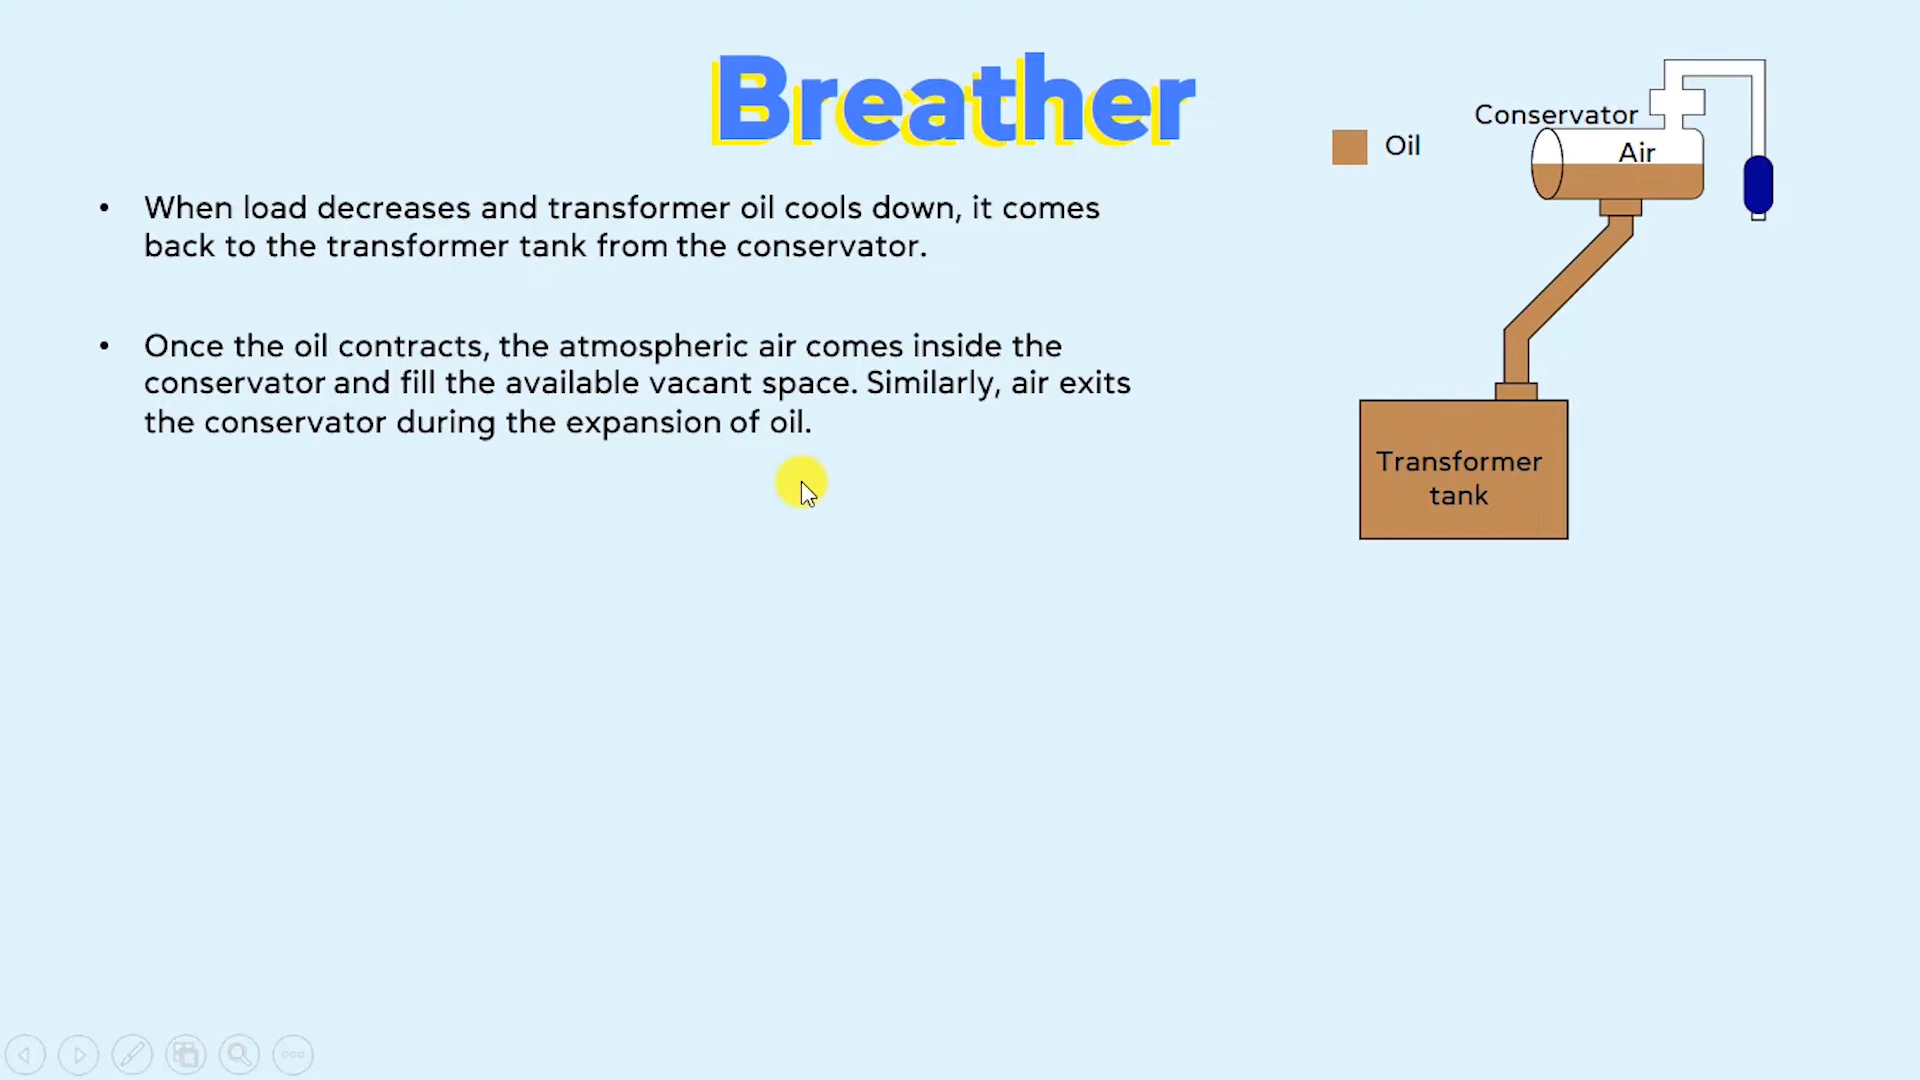 Breather
• When load decreases and transformer oil cools down, it comes
back to the transformer tank from the conservator.
• Once the oil contracts, the atmospheric air comes inside the
conservator and fill the available vacant space. Similarly, air exits
the conservator during the expansion of oil.
Conservator
Oil
Air
Transformer
tank